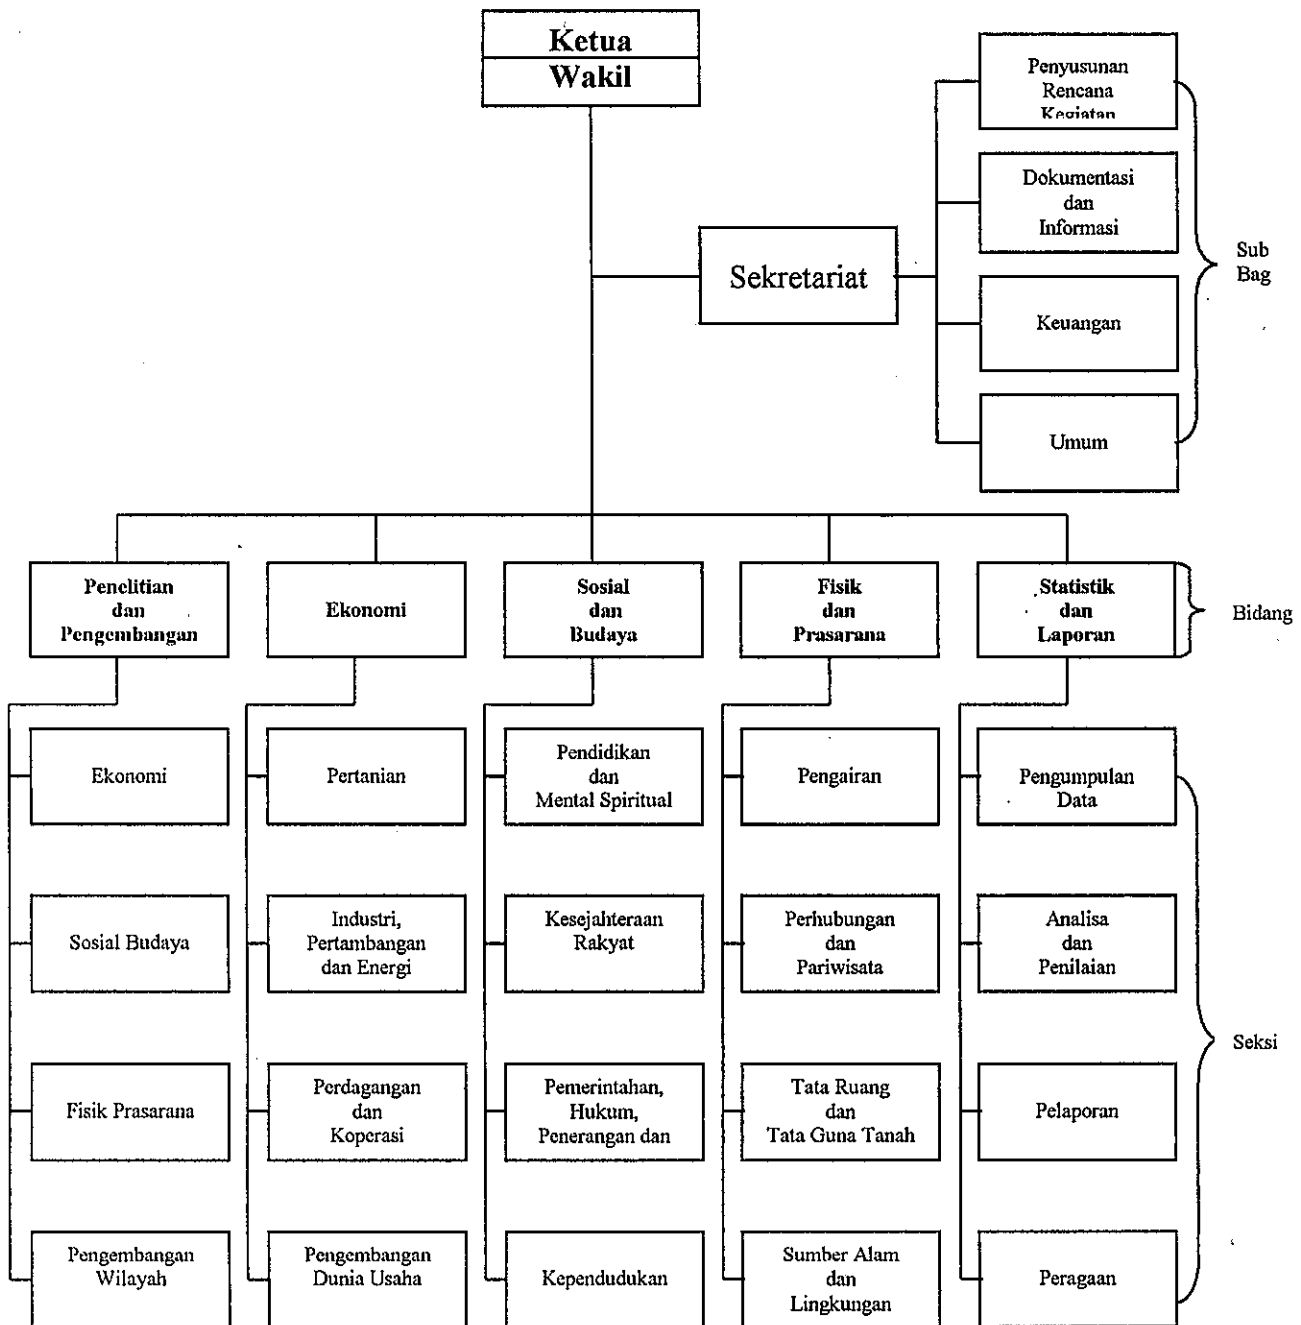 Ketua
Wakil
Penyusunan
Rencana
Kegiatan
Dokumentasi
dan
Informasi
Sub
Bag
Sekretariat
Keuangan
Umum
Penelitian
dan
Pengembangan
Ekonomi
Sosial
dan
Budaya
Fisik
dan
Prasarana
Statistik
dan
Laporan
Bidang
Ekonomi
Pertanian
Pendidikan
dan
Mental Spiritual
Pengairan
Pengumpulan
Data
Sosial Budaya
Industri,
Pertambangan
dan Energi
Kesejahteraan
Rakyat
Perhubungan
dan
Pariwisata
Analisa
dan
Penilaian
Seksi
Fisik Prasarana
Perdagangan
dan
Koperasi
Pemerintahan,
Hukum,
Penerangan dan
Tata Ruang
dan
Tata Guna Tanah
Pelaporan
Pengembangan
Wilayah
Pengembangan
Dunia Usaha
Kependudukan
Sumber Alam
dan
Lingkungan
Peragaan